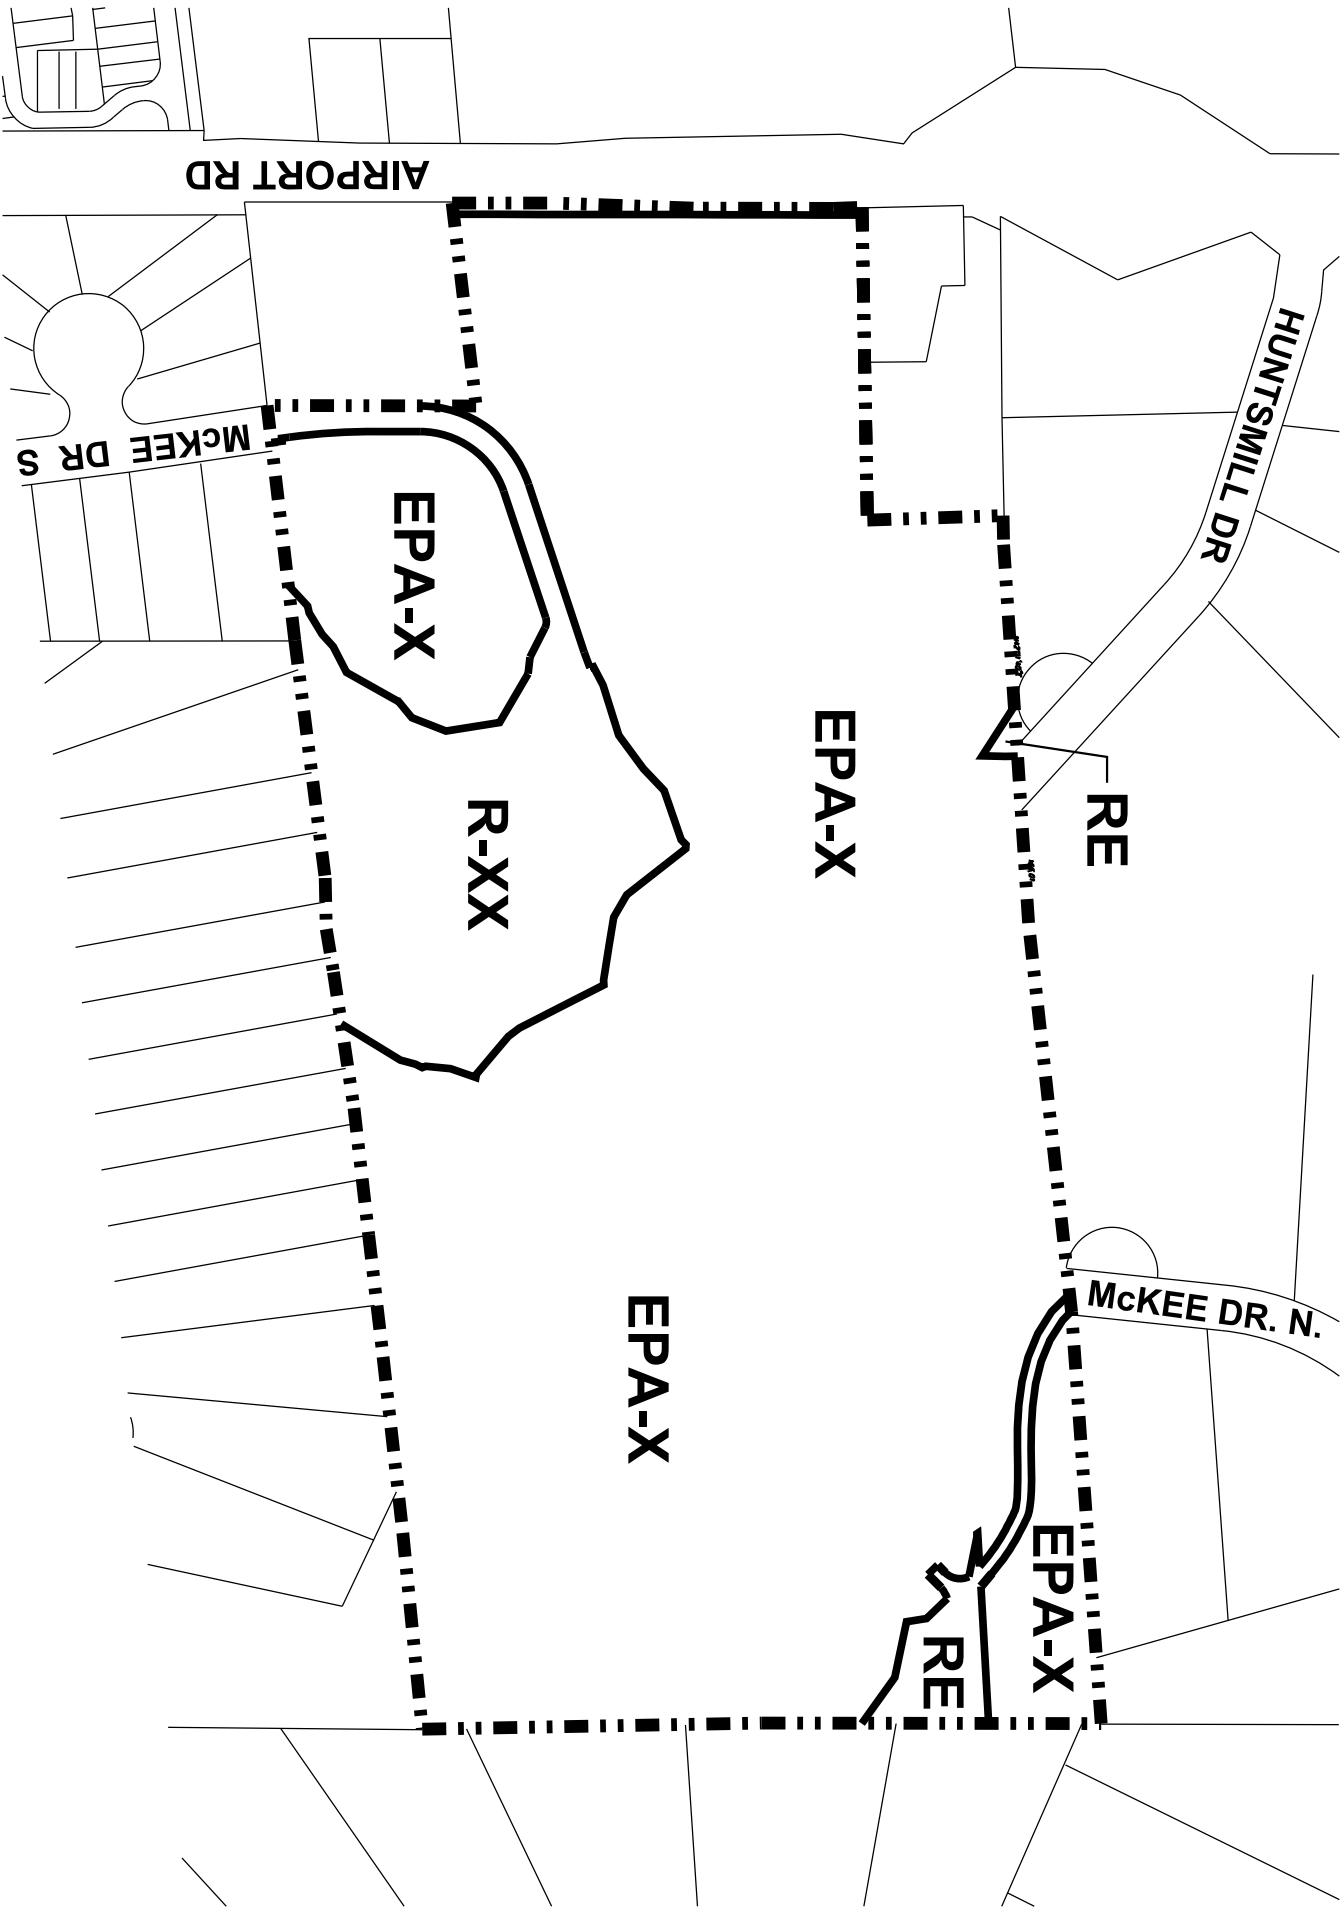 AIRPORT RD
HUNTSMILL DR
McKEE DR S
EPA-X
EPA-X
RE
R-XX
McKEE DR. N.
EPA-X
EPA-X
RE